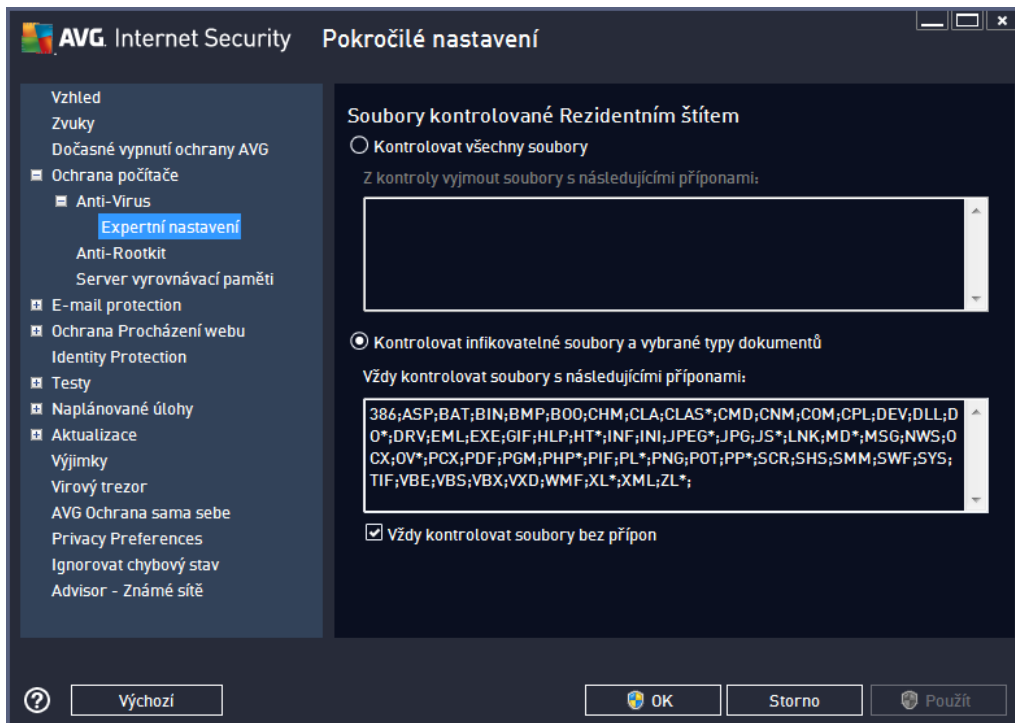 AVG. Internet Security Pokročilé nastavení
Vzhled
Zvuky
Dočasné vypnutí ochrany AVG
Ochrana počítače
Anti-Virus
Expertní nastavení
Anti-Rootkit
Server vyrovnávací paměti
E-mail protection
Ochrana Procházení webu
Identity Protection
Testy
Naplánované úlohy
Aktualizace
Výjimky
Virový trezor
AVG Ochrana sama sebe
Privacy Preferences
Ignorovat chybový stav
Advisor - Známé sítě
Soubory kontrolované Rezidentním štítem
Kontrolovat všechny soubory
Z kontroly vyjmout soubory s následujícími příponami:
Kontrolovat infikovatelné soubory a vybrané typy dokumentů
Vždy kontrolovat soubory s následujícími příponami:
386;ASP;BAT;BIN;BMP;BOO;CHM;CLA;CLAS*;CMD;CNM;COM;CPL;DEV;DLL;D
O*;DRV;EML;EXE;GIF;HLP;HT*;INF;INI;JPEG*;JPG;JS*;LNK;MD*;MSG;NWS;O
CX;OV*;PCX;PDF;PGM;PHP*;PIF;PL*;PNG;POT;PP*;SCR;SHS;SMM;SWF;SYS;
TIF;VBE;VBS;VBX;VXD;WMF;XL*;XML;ZL*;
Vždy kontrolovat soubory bez přípon
Výchozí
OK
Storno
Použít